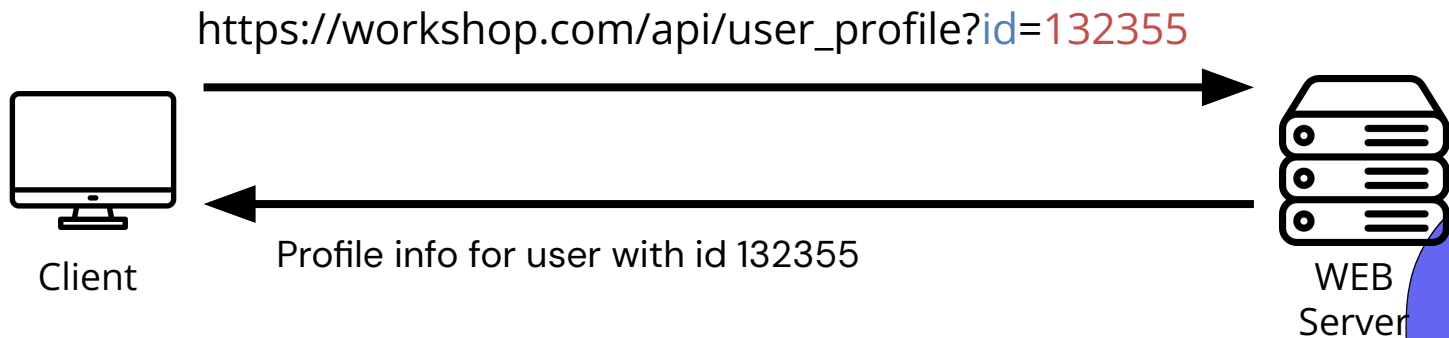 https://workshop.com/api/user_profile?id=132355
Profile info for user with id 132355
Client
WEB
Server